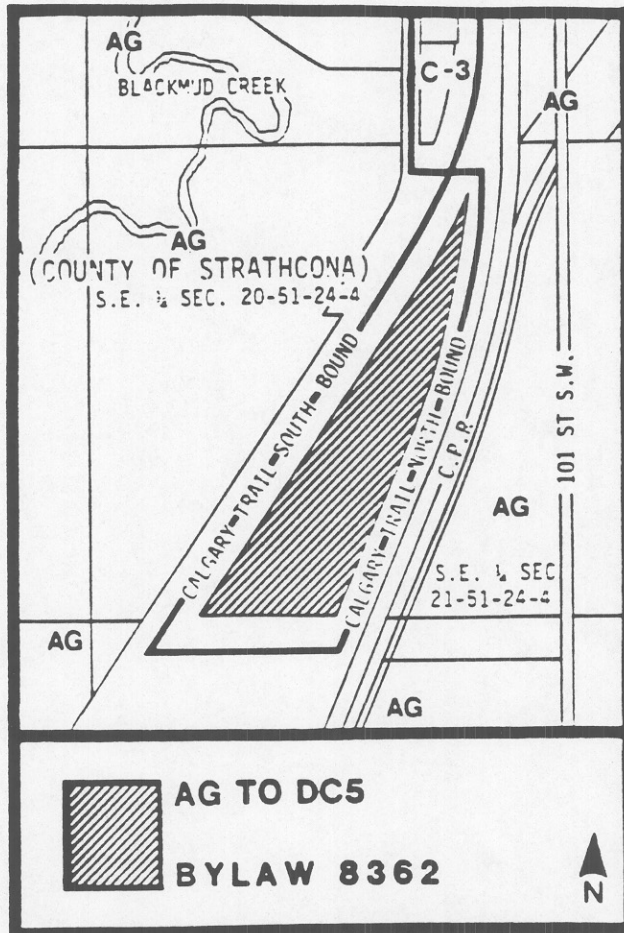 AG
BLACKMUD CREEK
C-3
AG
AG
(COUNTY OF STRATHCONA)
S.E. ¼ SEC. 20-51-24-4
CALGARY-TRAIL-SOUTH-BOUND
CALGARY-TRAIL-NORTH-BOUND
C.P.R.
101 ST S.W.
AG
S.E. ¼ SEC
21-51-24-4
AG
AG
AG TO DC5
BYLAW 8362
N